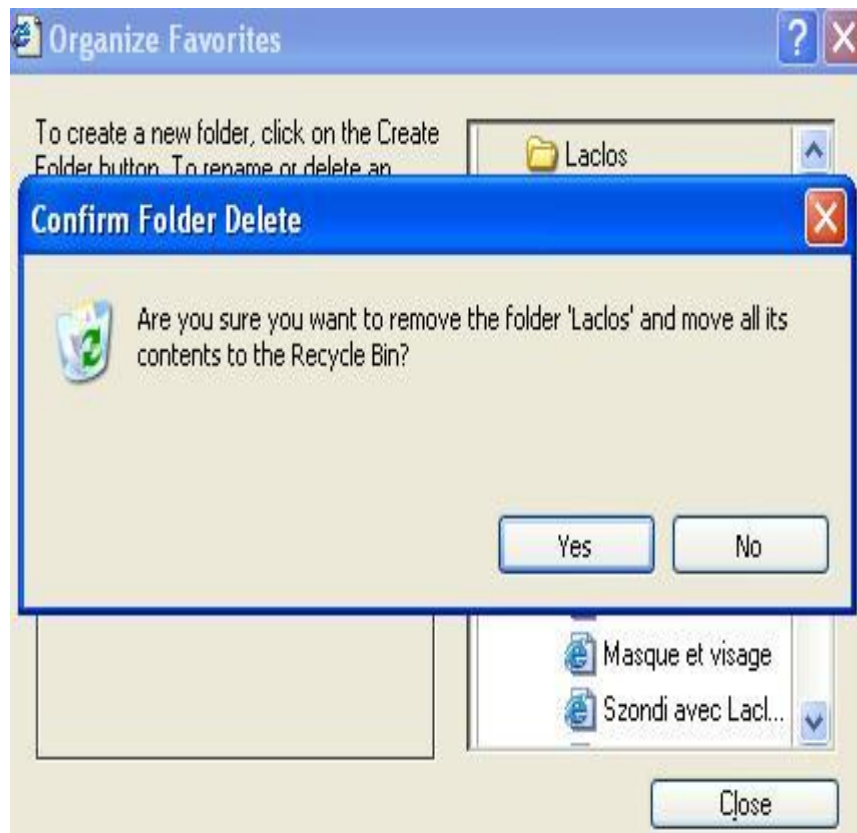 Organize Favorites
To create a new folder, click on the Create
Folder button. To rename or delete an
Laclos
Confirm Folder Delete
Are you sure you want to remove the folder 'Laclos' and move all its
contents to the Recycle Bin?
Yes
No
Masque et visage
Szondi avec Lacl...
Close